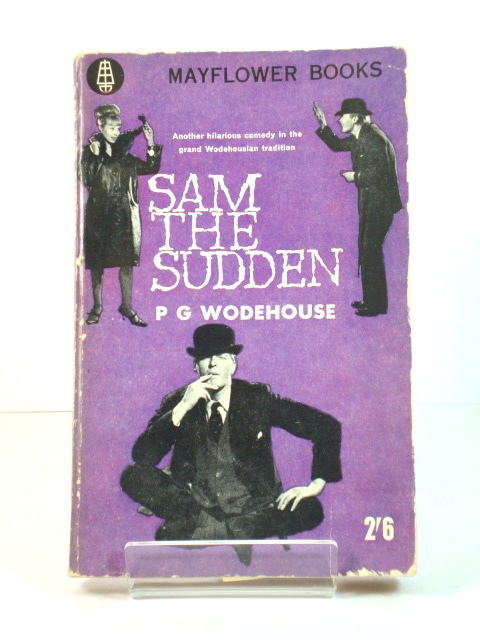 MAYFLOWER BOOKS
Another hilarious comedy in the
grand Wodehousian tradition
SAM
THE
SUDDEN
P G WODEHOUSE
2'6